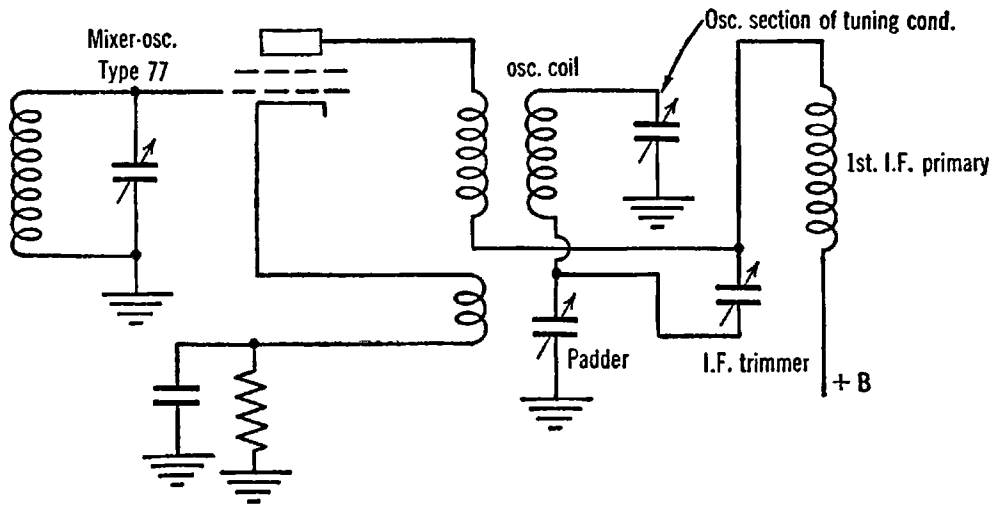 Mixer-osc.
Type 77
osc. coil
Osc. section of tuning cond.
1st. I.F. primary
Padder
I.F. trimmer
+ B